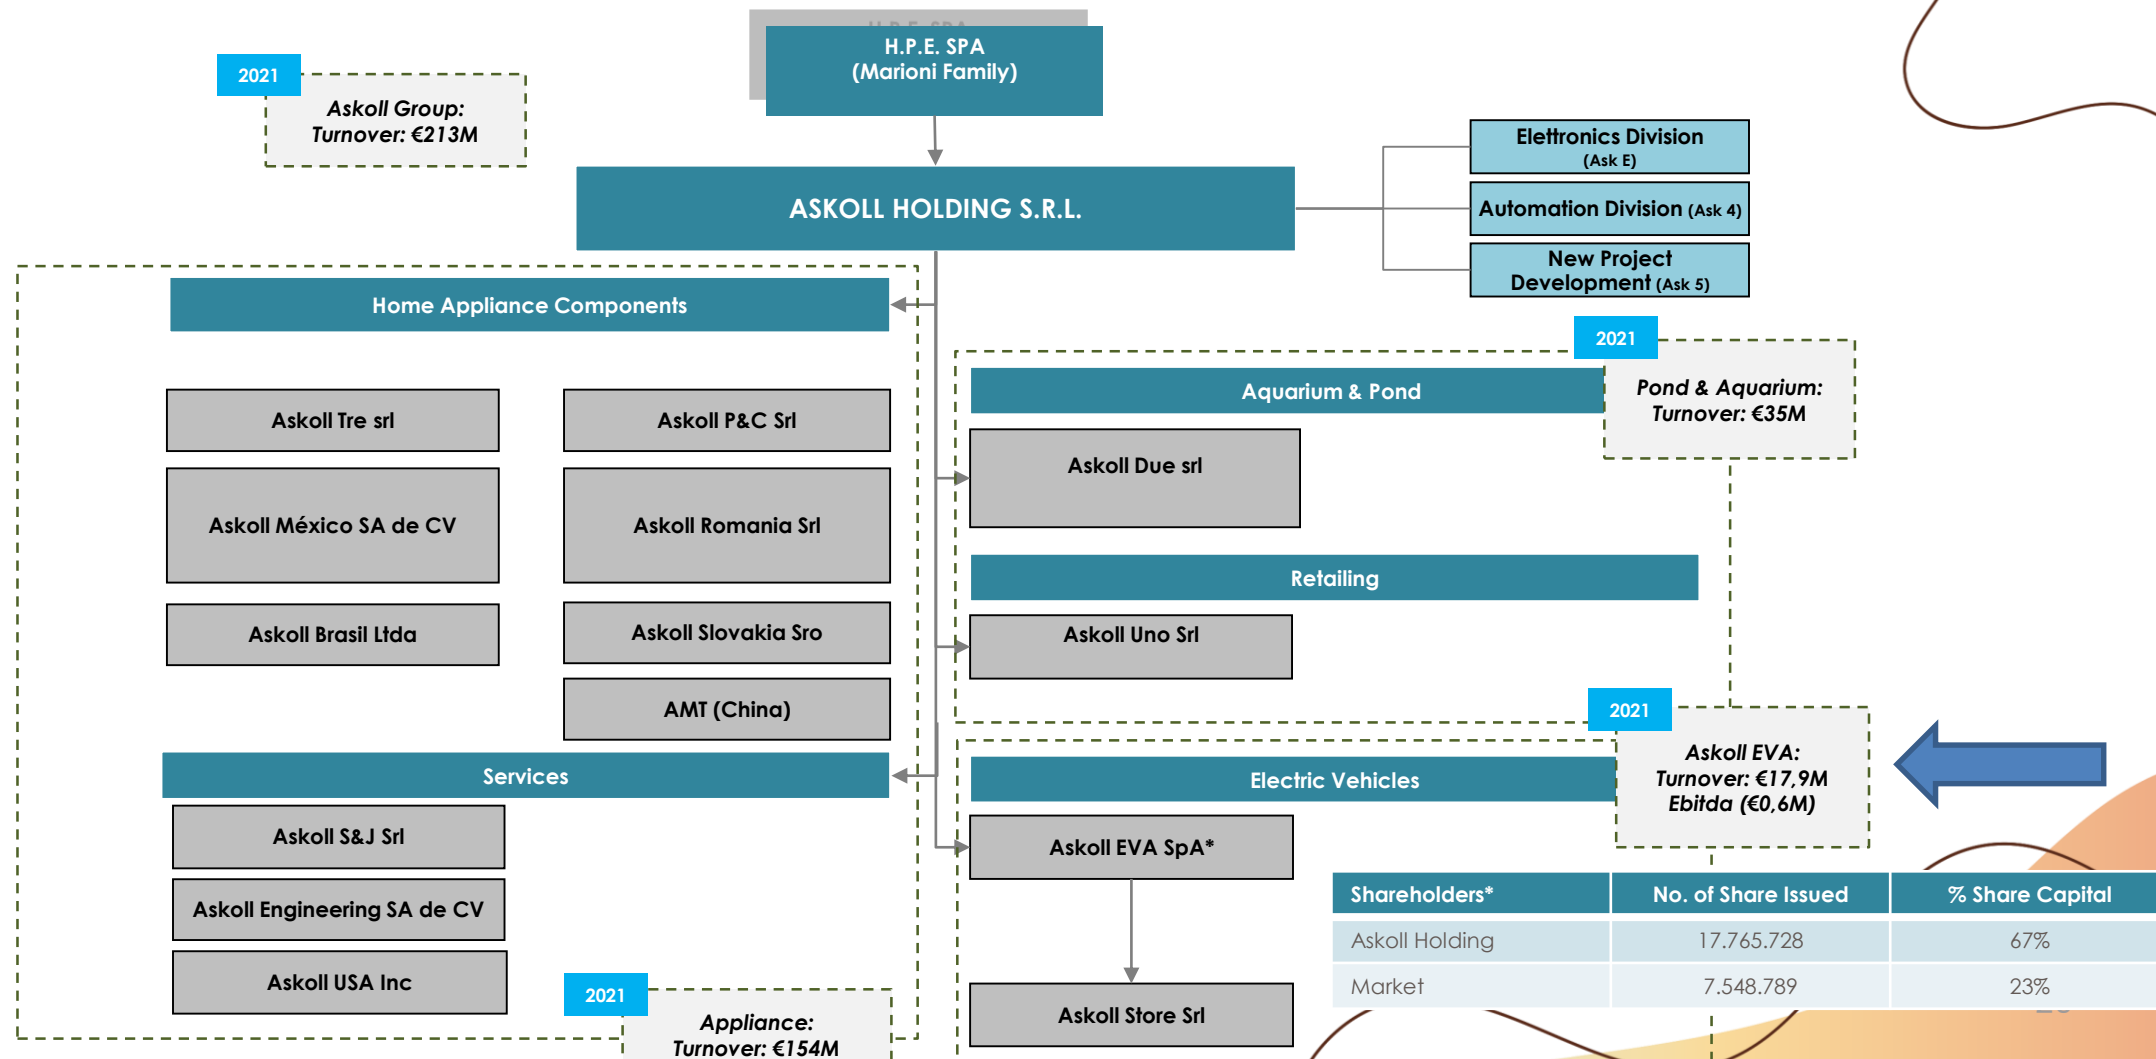 H.P.E. SPA
(Marioni Family)
2021
Askoll Group:
Turnover: €213M
ASKOLL HOLDING S.R.L.
Elettronics Division
(Ask E)
Automation Division (Ask 4)
New Project
Development (Ask 5)
Home Appliance Components
Askoll Tre srl
Askoll P&C Srl
Askoll México SA de CV
Askoll Romania Srl
Askoll Brasil Ltda
Askoll Slovakia Sro
AMT (China)
Services
Askoll S&J Srl
Askoll Engineering SA de CV
Askoll USA Inc
2021
Appliance:
Turnover: €154M
2021
Pond & Aquarium:
Turnover: €35M
Aquarium & Pond
Askoll Due srl
Retailing
Askoll Uno Srl
2021
Askoll EVA:
Turnover: €17,9M
Ebitda (€0,6M)
Electric Vehicles
Askoll EVA SpA*
Askoll Store Srl
Shareholders* No. of Share Issued % Share Capital
Askoll Holding 17.765.728 67%
Market 7.548.789 23%